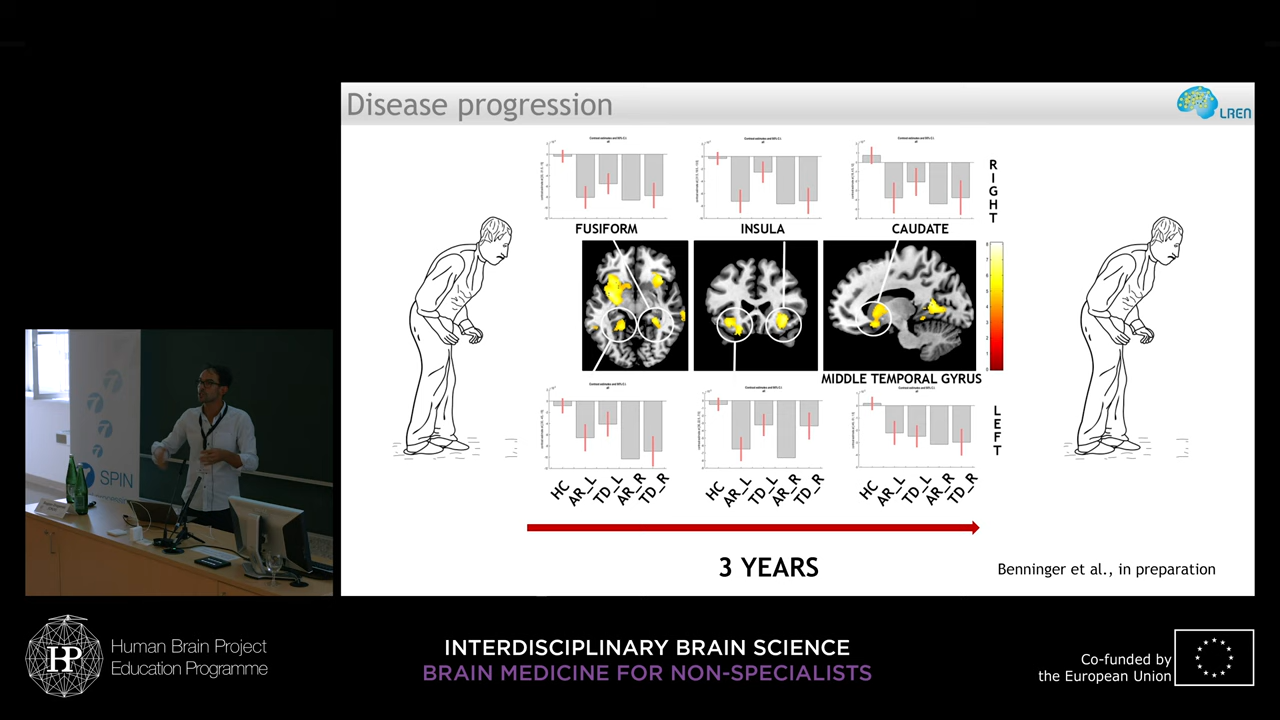 Disease progression
LREN
RIGHT
FUSIFORM
INSULA
CAUDATE
MIDDLE TEMPORAL GYRUS
LEFT
HC AR_L TD_L AR_R TD_R
HC AR_L TD_L AR_R TD_R
HC AR_L TD_L AR_R TD_R
3 YEARS
Benninger et al., in preparation
SPIN
HBP
Human Brain Project
Education Programme
INTERDISCIPLINARY BRAIN SCIENCE
BRAIN MEDICINE FOR NON-SPECIALISTS
Co-funded by
the European Union